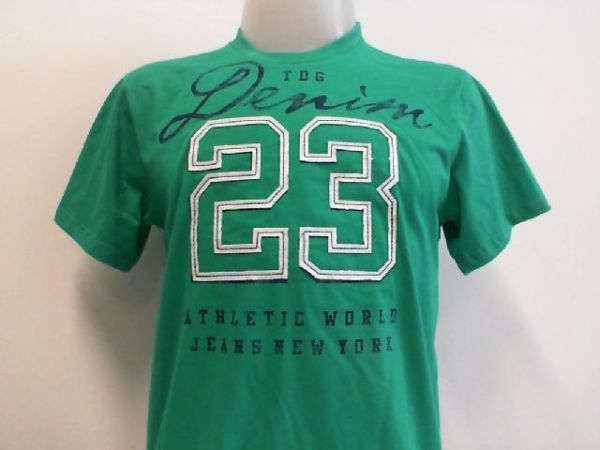 TDG
Denim
23
ATHLETIC WORLD
JEANS NEW YORK